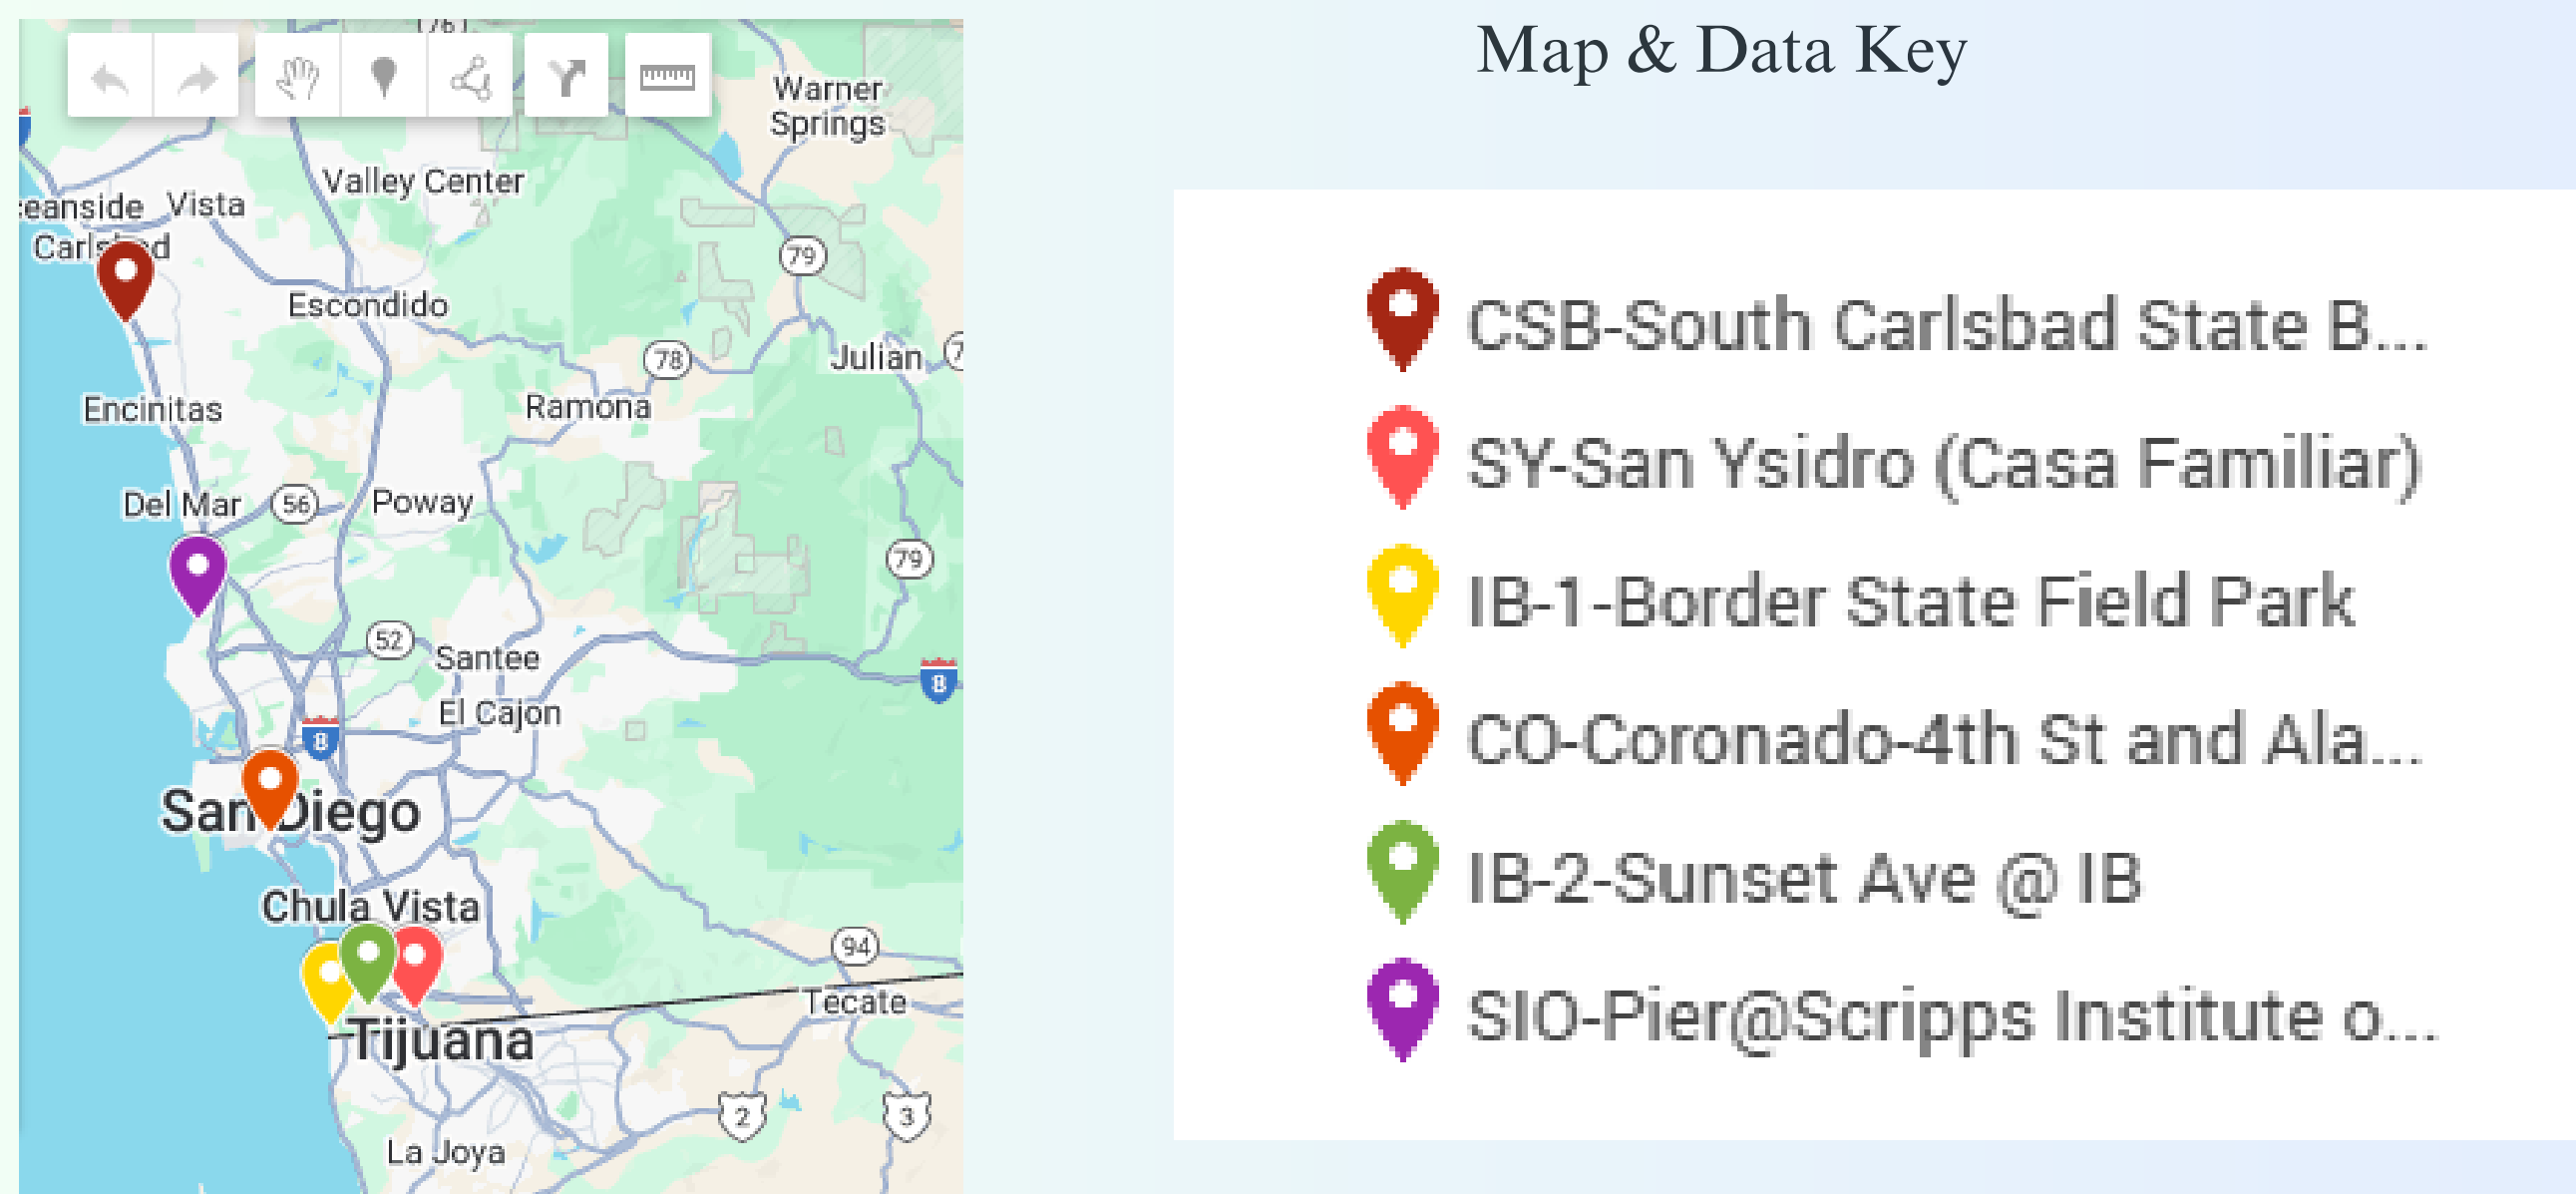 Map & Data Key
Warner
Springs
Valley Center
Vista
Escondido
79
78
Julian
Ramona
Encinitas
Del Mar
56
Poway
79
52
Santee
8
El Cajon
8
San Diego
Chula Vista
94
Tecate
Tijuana
2
3
La Joya
CSB-South Carlsbad State B...
SY-San Ysidro (Casa Familiar)
IB-1-Border State Field Park
CO-Coronado-4th St and Ala...
IB-2-Sunset Ave @ IB
SIO-Pier@Scripps Institute o...